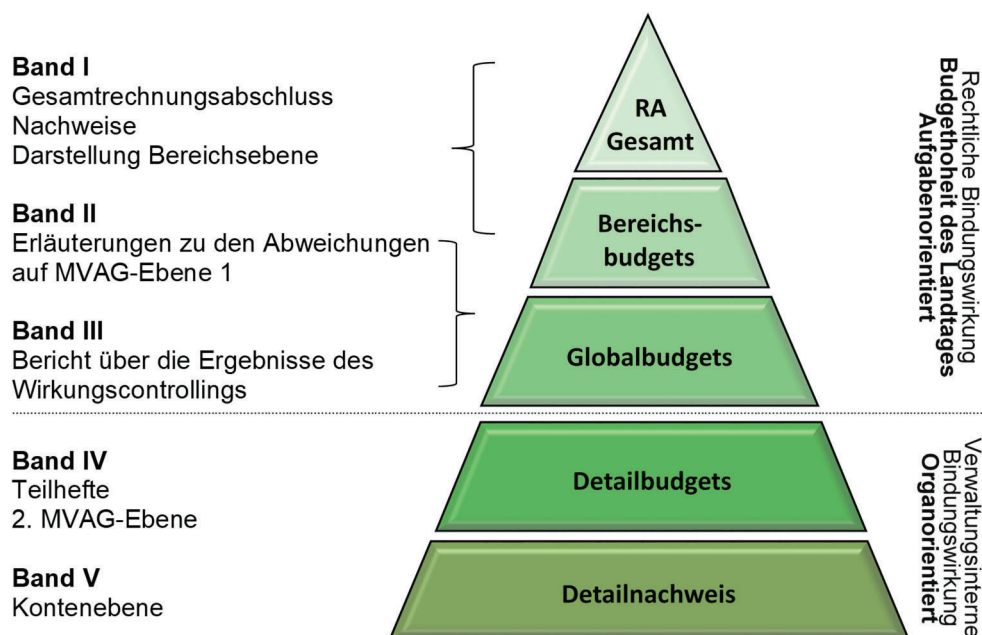 Band I
Gesamtrechnungsabschluss
Nachweise
Darstellung Bereichsebene
Band II
Erläuterungen zu den Abweichungen
auf MVAG-Ebene 1
Band III
Bericht über die Ergebnisse des
Wirkungscontrollings
Band IV
Teilhefte
2. MVAG-Ebene
Band V
Kontenebene
RA
Gesamt
Bereichs-
budgets
Globalbudgets
Detailbudgets
Detailnachweis
Rechtliche Bindungswirkung
Budgethoheit des Landtages
Aufgabenorientiert
Verwaltungsinterne
Bindungswirkung
Organorientiert